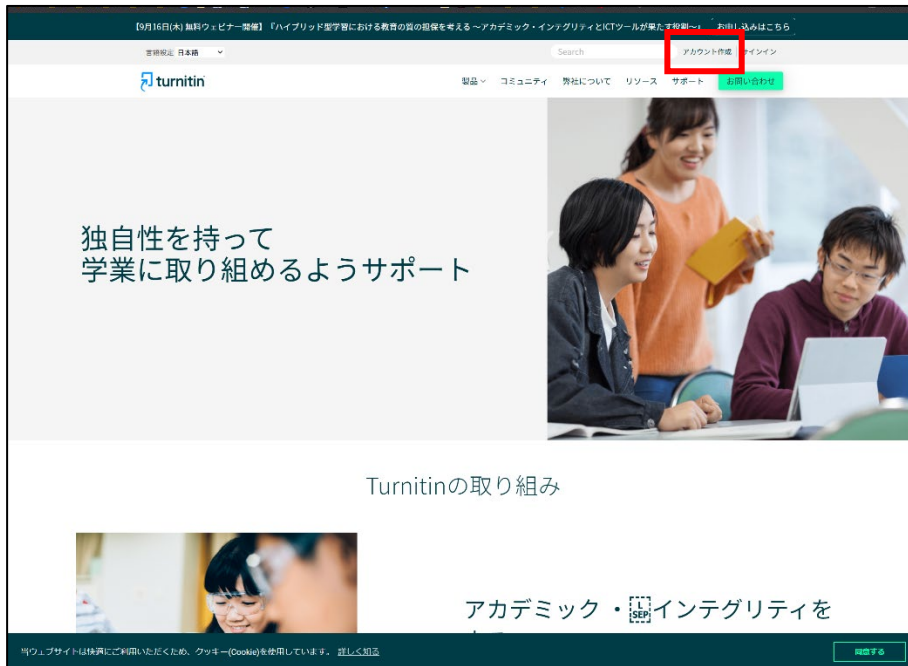 【9月16日(木) 無料ウェビナー開催】『ハイブリッド型学習における教育の質の担保を考える ～アカデミック・インテグリティとICTツールが果たす役割～』 お申し込みはこちら
言語設定 日本語 Search アカウント作成 サインイン
turnitin 製品 コミュニティ 弊社について リソース サポート お問い合わせ
独自性を持って
学業に取り組めるようサポート
Turnitinの取り組み
アカデミック・L SEPインテグリティを
当ウェブサイトは快適にご利用いただくため、クッキー(Cookie)を使用しています。 詳しく知る 同意する